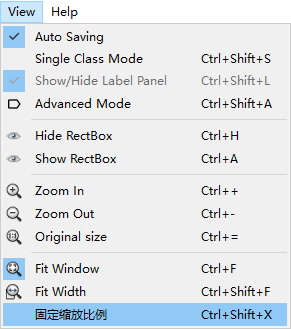 View Help
Auto Saving
Single Class Mode Ctrl+Shift+S
Show/Hide Label Panel Ctrl+Shift+L
Advanced Mode Ctrl+Shift+A
Hide RectBox Ctrl+H
Show RectBox Ctrl+A
Zoom In Ctrl++
Zoom Out Ctrl+-
Original size Ctrl+=
Fit Window Ctrl+F
Fit Width Ctrl+Shift+F
固定缩放比例 Ctrl+Shift+X